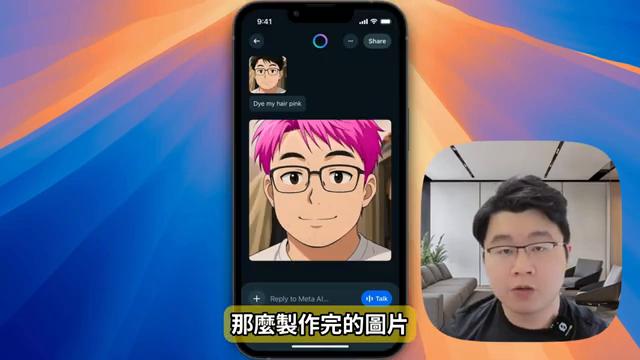 9:41
Share
Dye my hair pink
Reply to Meta AI...
Talk
那麼製作完的圖片